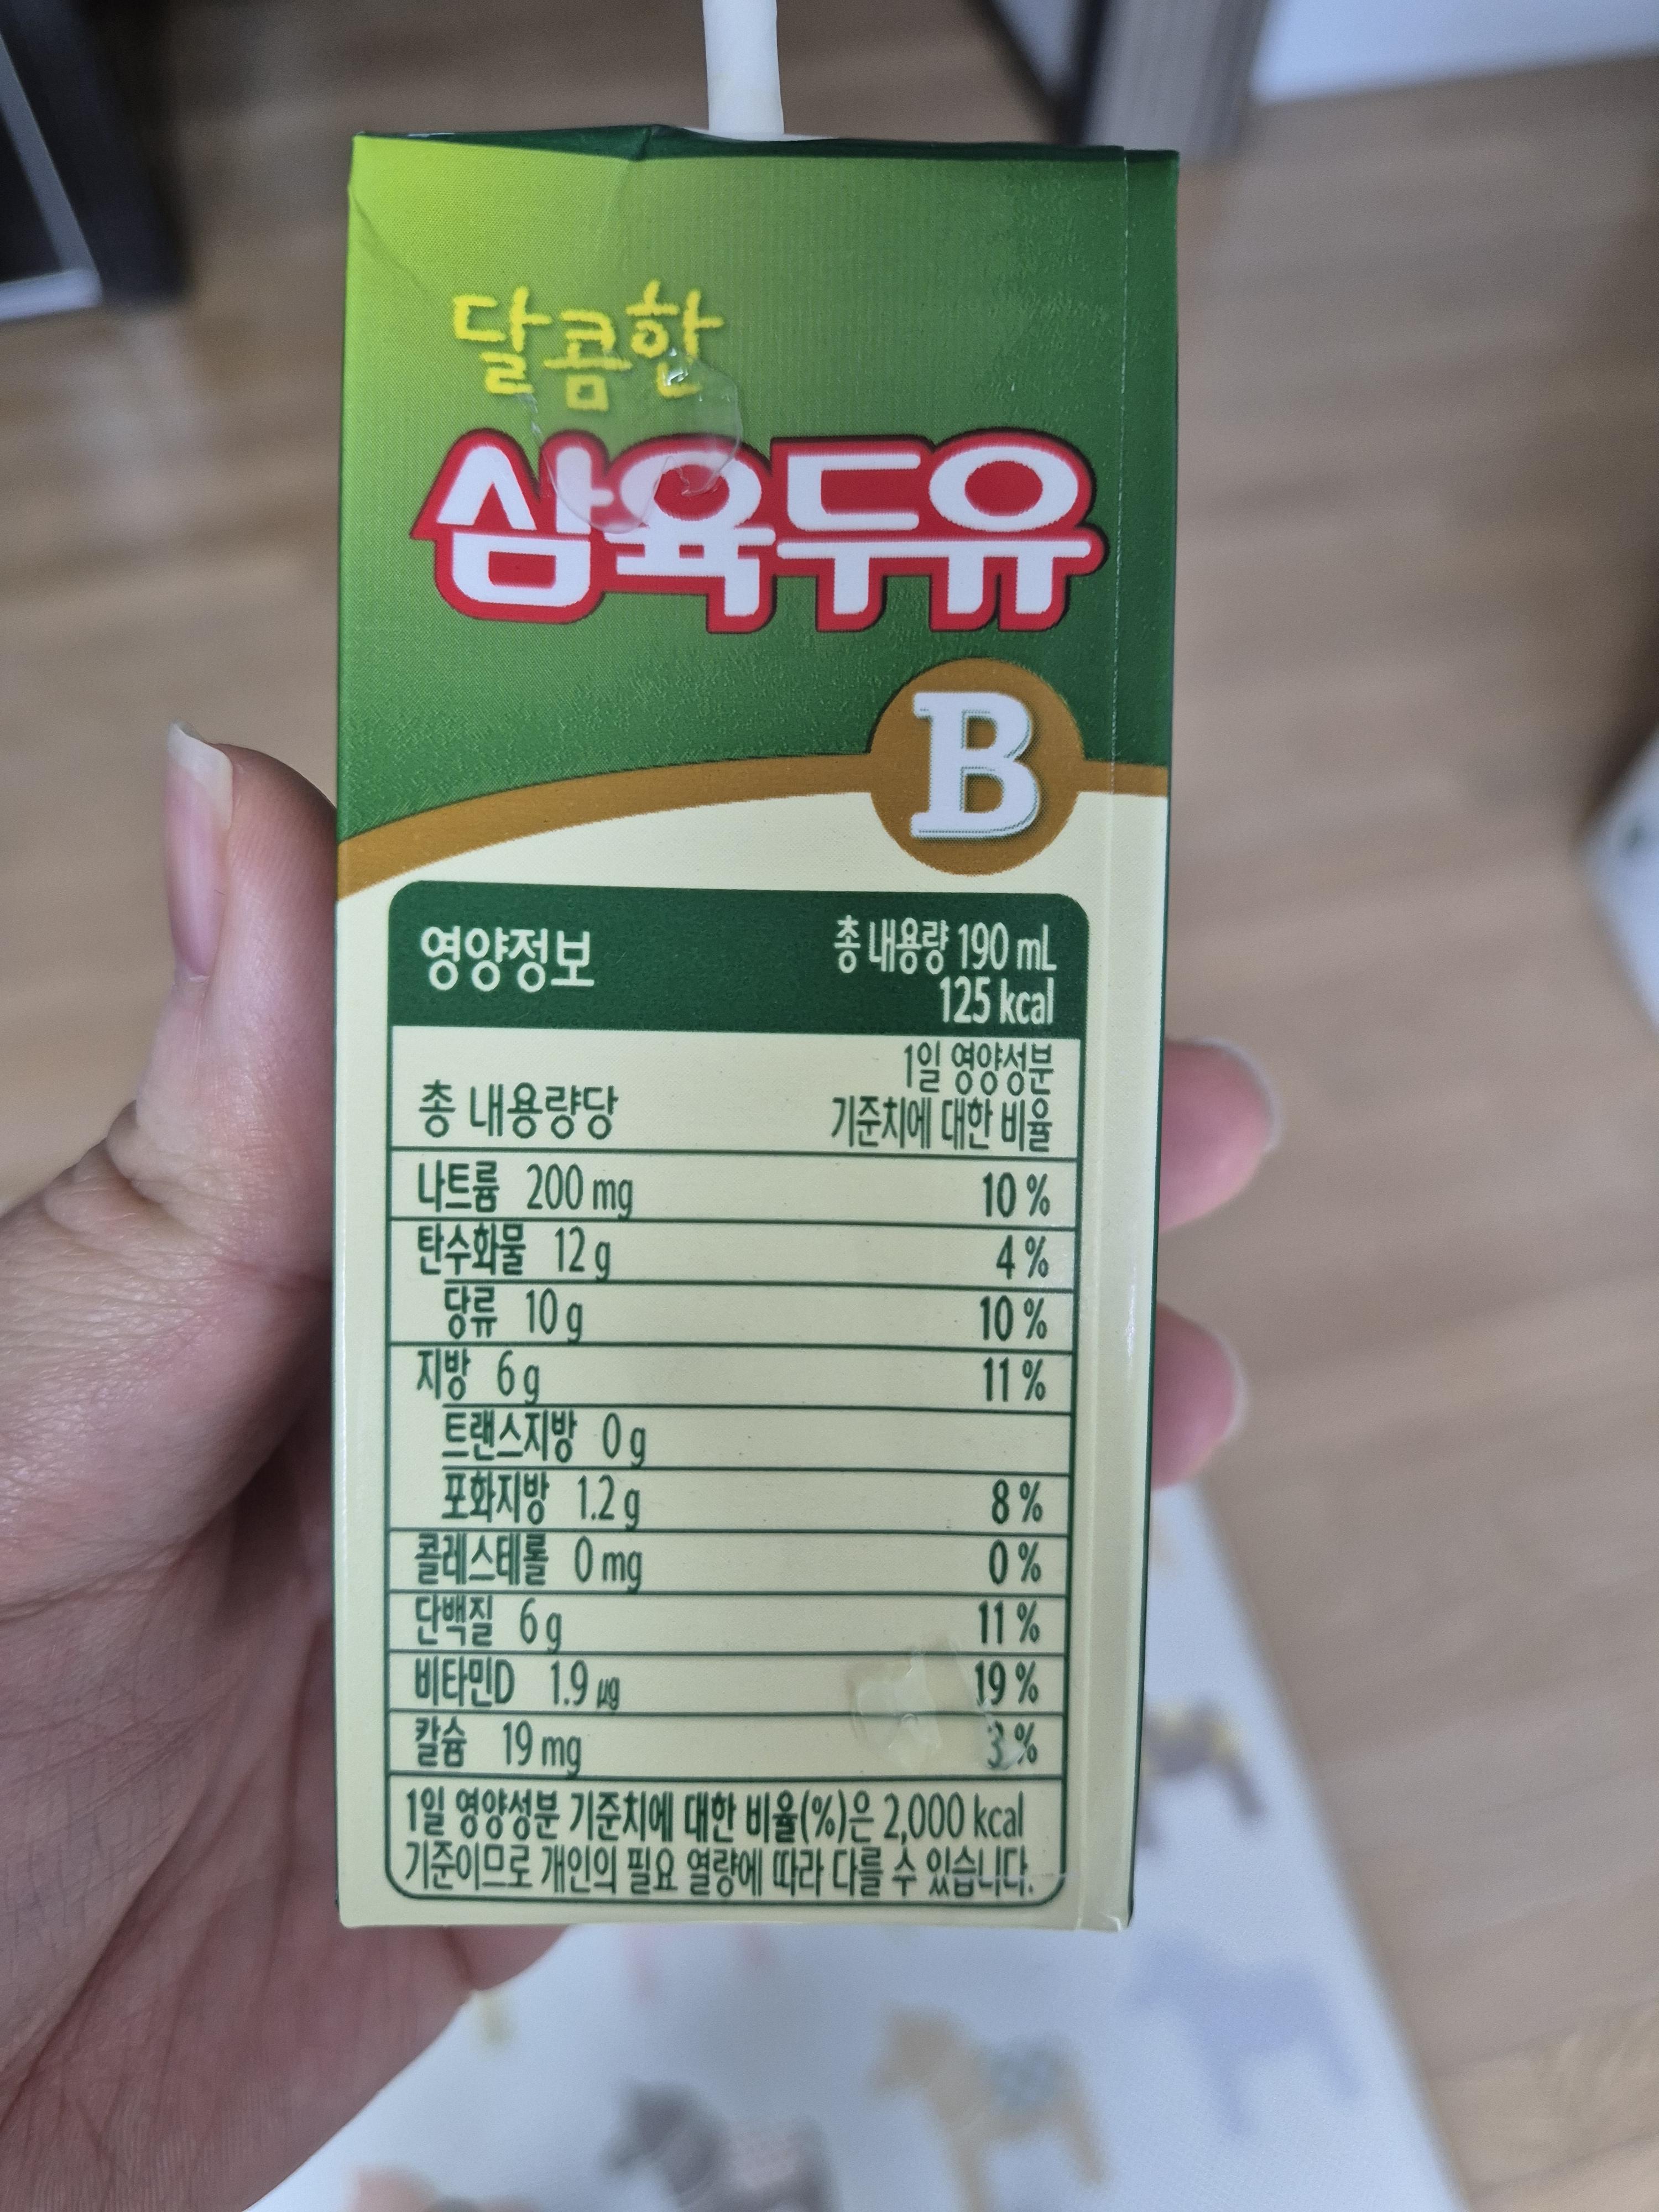 달콤한
삼육두유
B
영양정보
총 내용량 190 mL
125 kcal
총 내용량당
1일 영양성분
기준치에 대한 비율
나트륨 200 mg 10 %
탄수화물 12 g 4 %
당류 10 g 10 %
지방 6 g 11 %
트랜스지방 0 g
포화지방 1.2 g 8 %
콜레스테롤 0 mg 0 %
단백질 6 g 11 %
비타민D 1.9 ㎍ 19 %
칼슘 19 mg 3 %
1일 영양성분 기준치에 대한 비율(%)은 2,000 kcal
기준이므로 개인의 필요 열량에 따라 다를 수 있습니다.